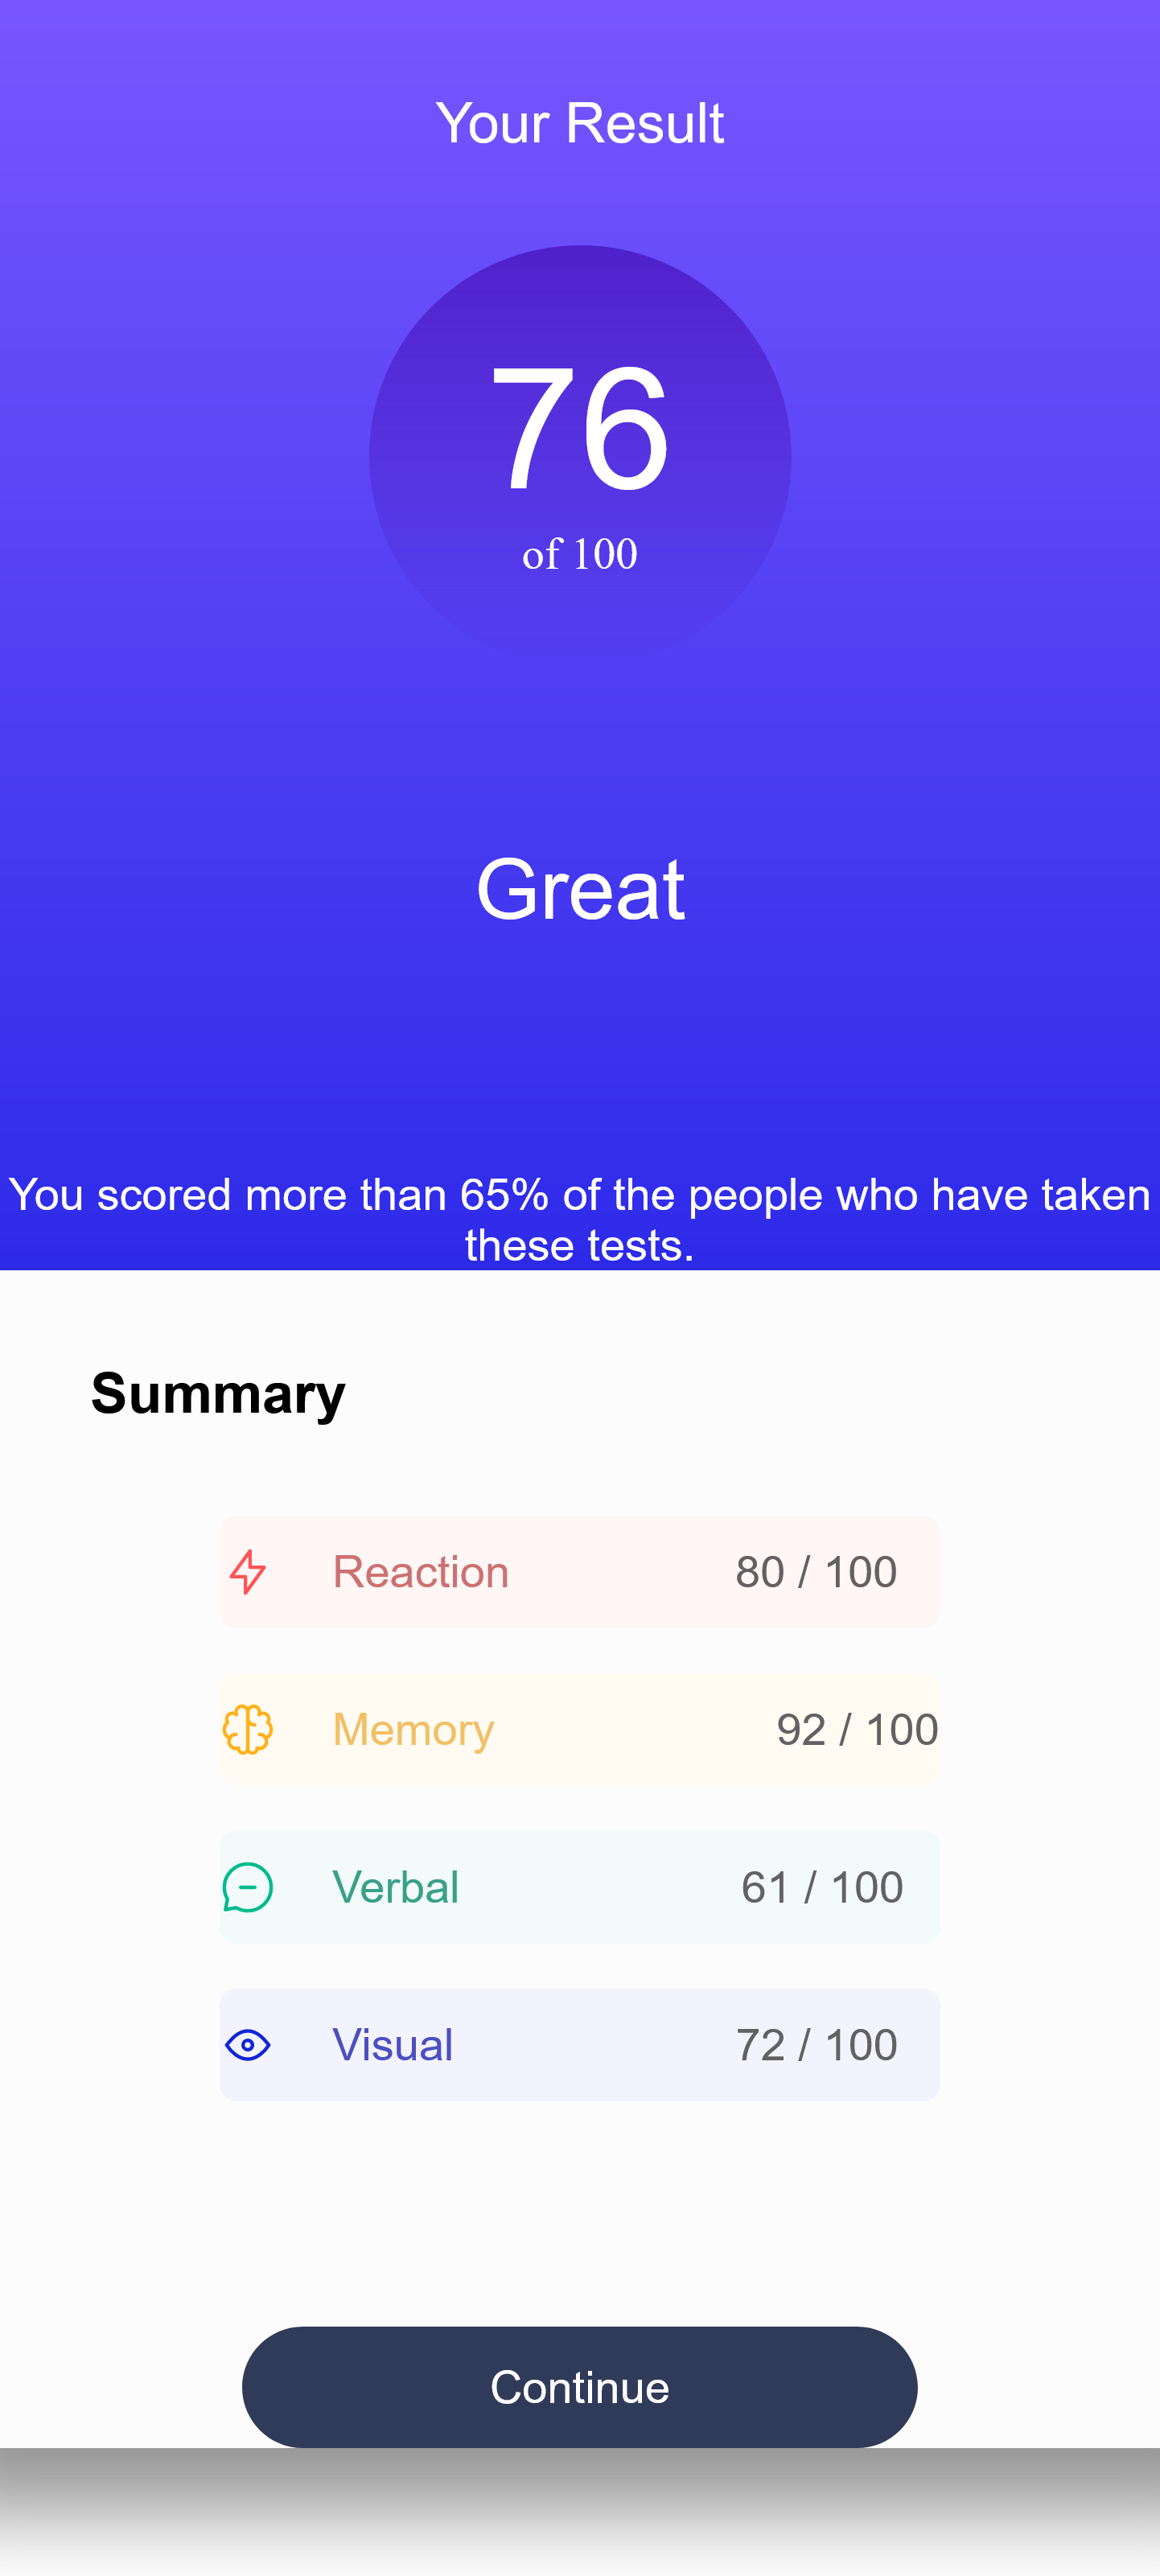 Your Result
76
of 100
Great
You scored more than 65% of the people who have taken
these tests.
Summary
Reaction 80 / 100
Memory 92 / 100
Verbal 61 / 100
Visual 72 / 100
Continue